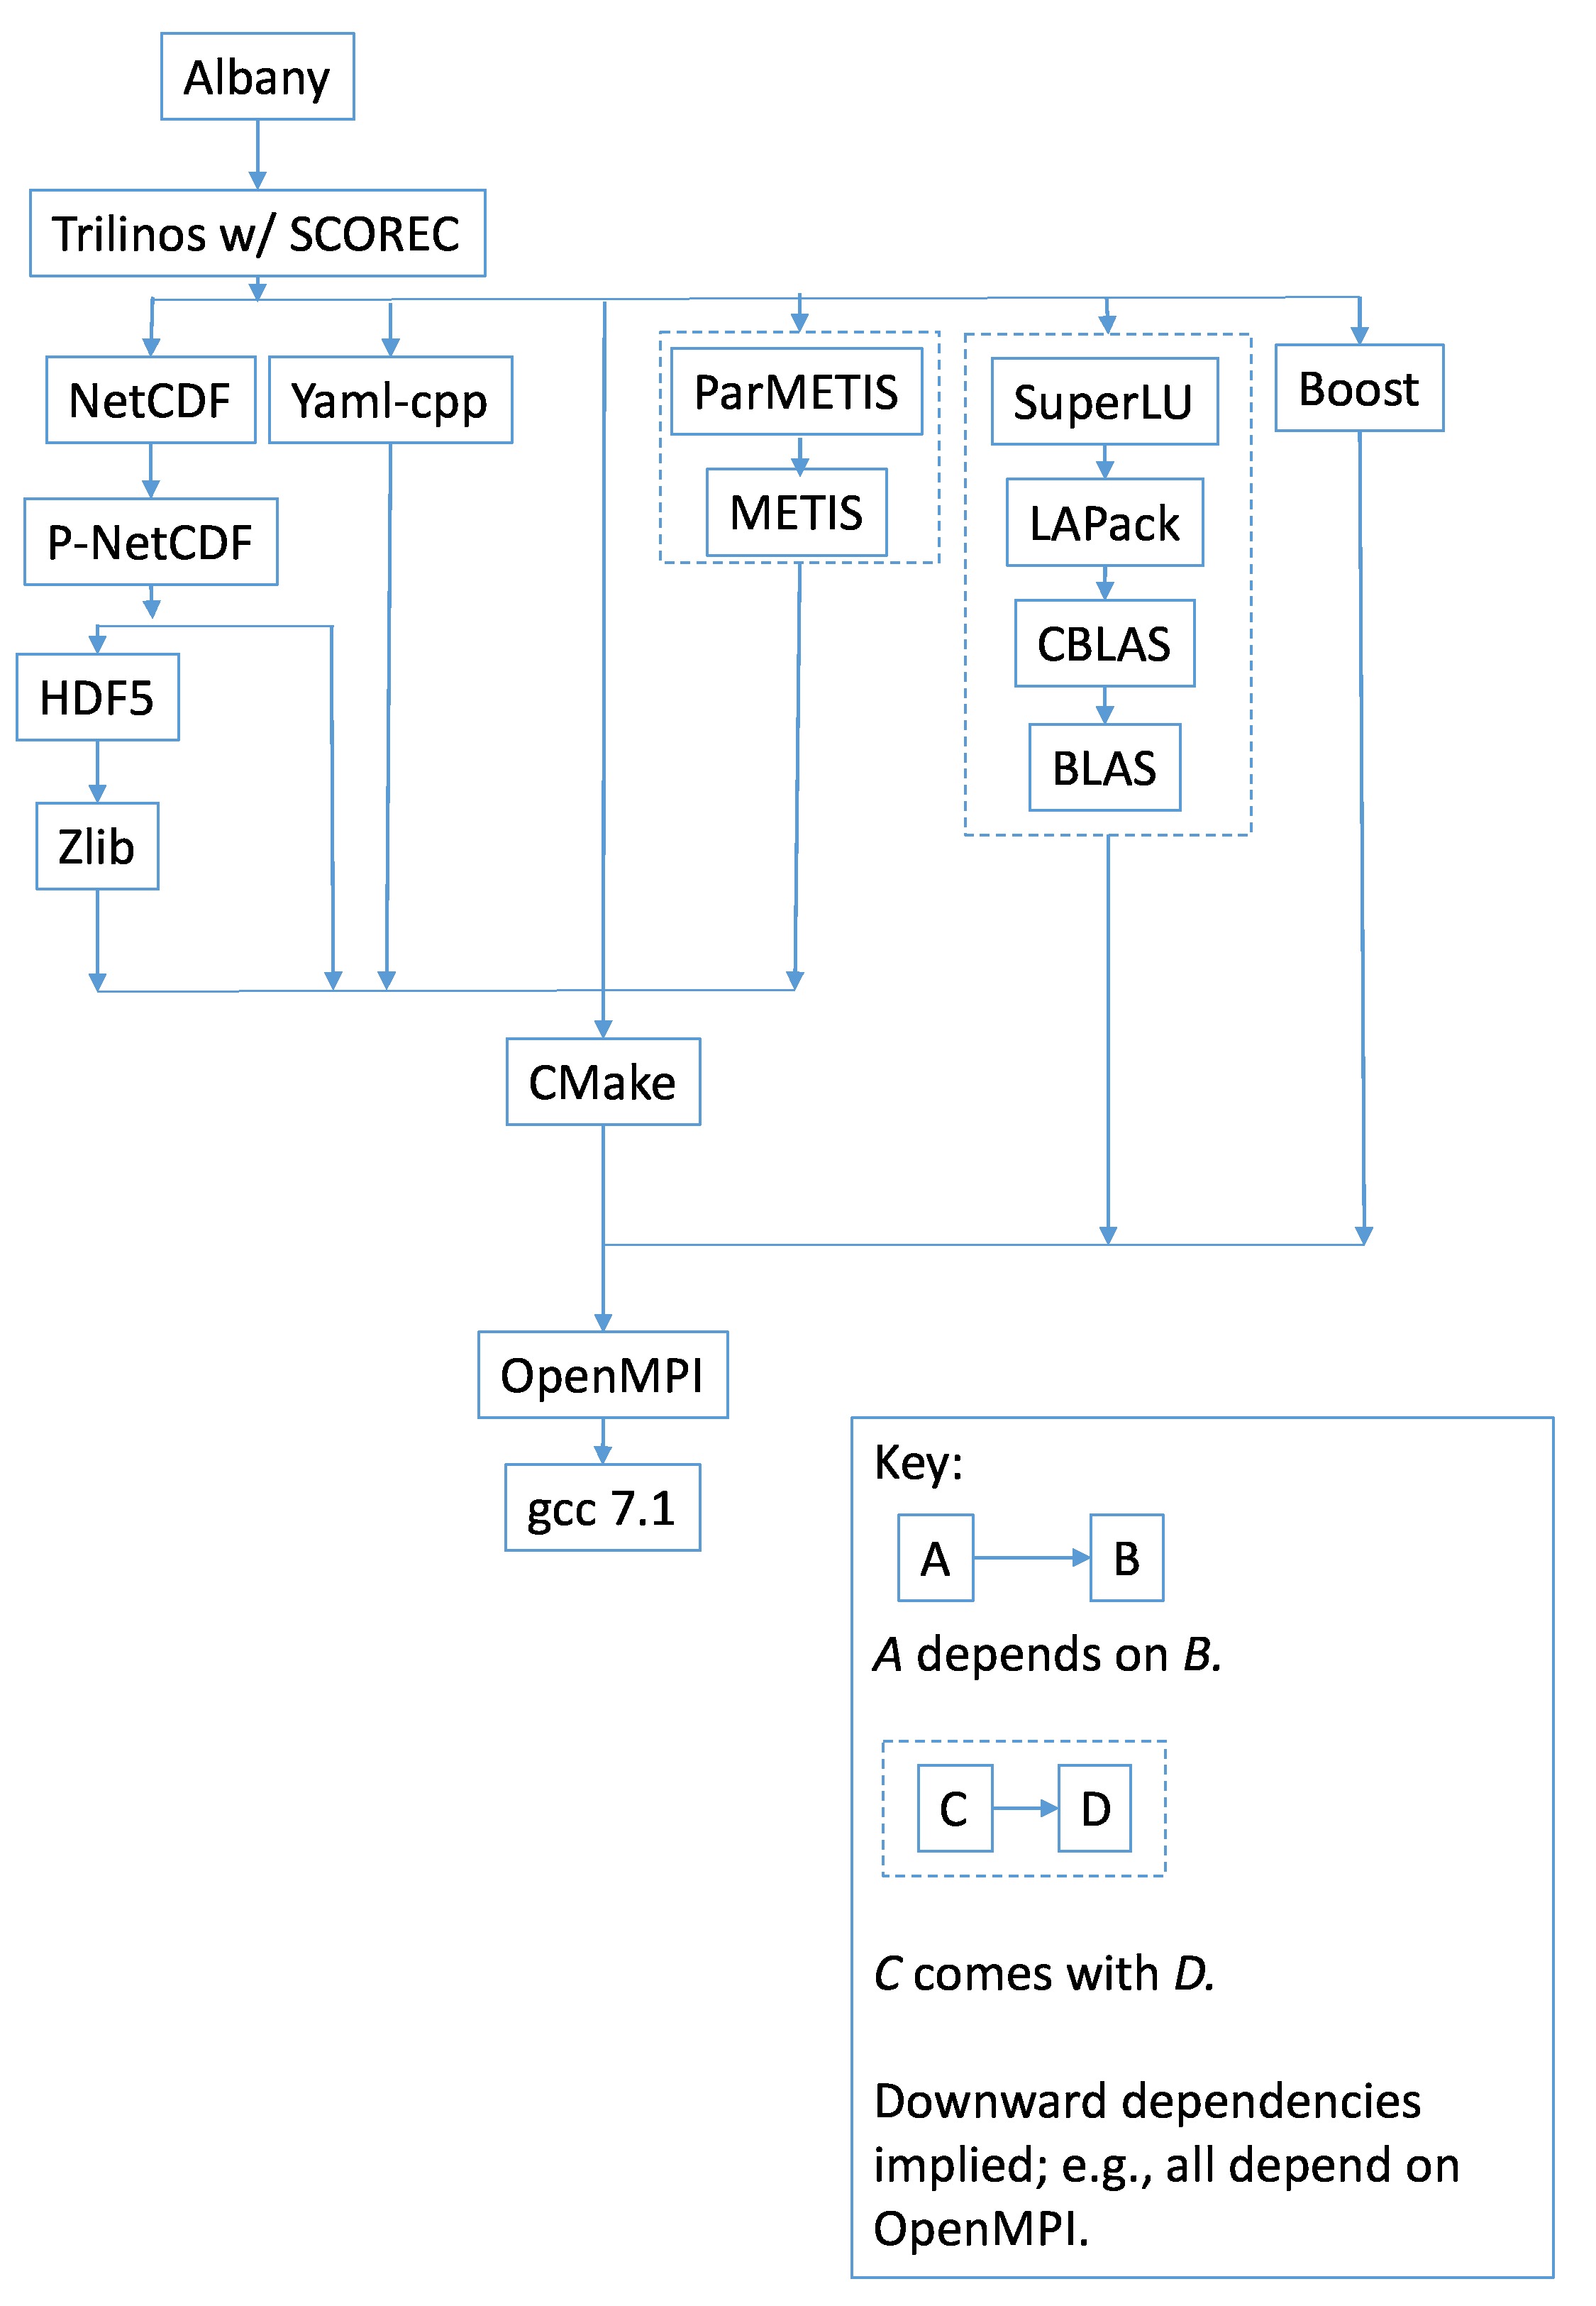 Albany
Trilinos w/ SCOREC
NetCDF
Yaml-cpp
ParMETIS
SuperLU
Boost
METIS
LAPack
P-NetCDF
CBLAS
HDF5
BLAS
Zlib
CMake
OpenMPI
gcc 7.1
Key:
A
B
A depends on B.
C
D
C comes with D.
Downward dependencies
implied; e.g., all depend on
OpenMPI.